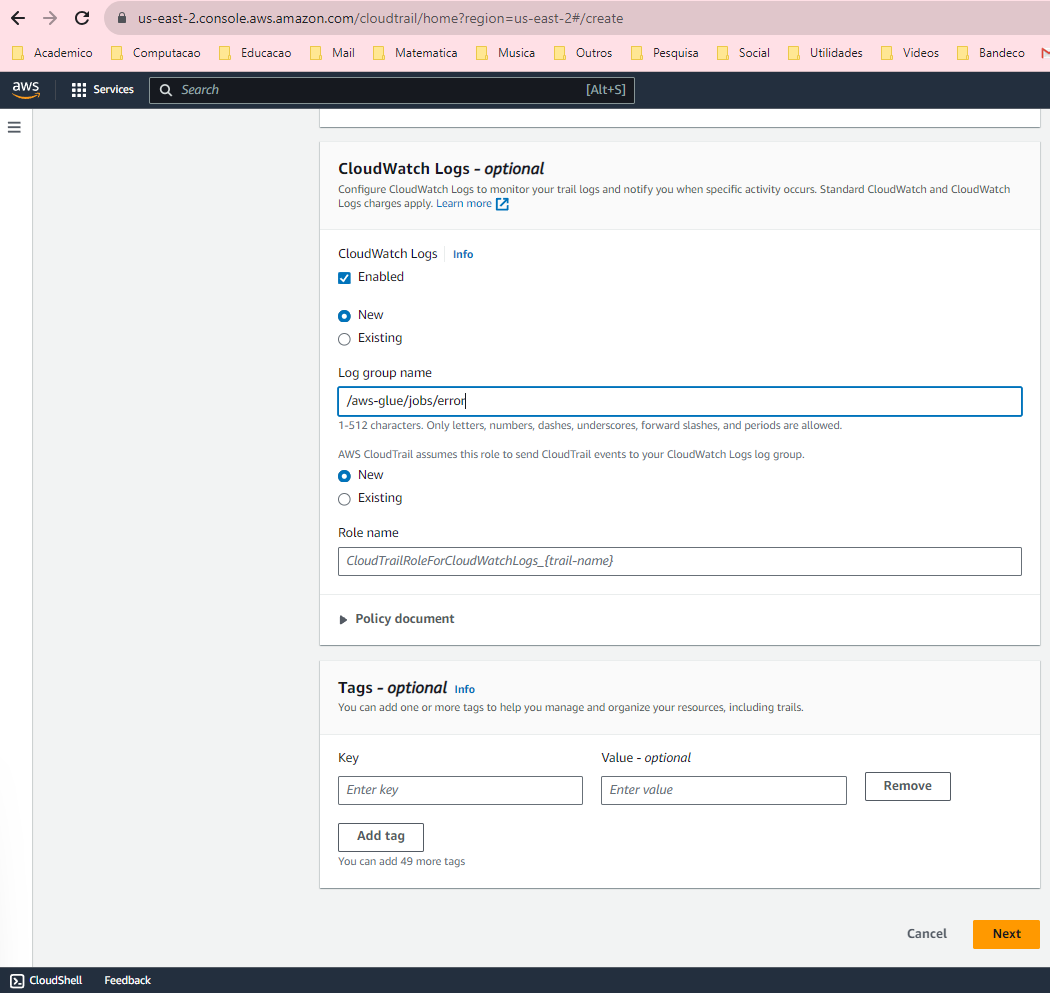 us-east-2.console.aws.amazon.com/cloudtrail/home?region=us-east-2#/create
Academico Computacao Educacao Mail Matematica Musica Outros Pesquisa Social Utilidades Videos Bandeco
aws Services Search [Alt+S]
CloudWatch Logs - optional
Configure CloudWatch Logs to monitor your trail logs and notify you when specific activity occurs. Standard CloudWatch and CloudWatch
Logs charges apply. Learn more
CloudWatch Logs Info
Enabled
New
Existing
Log group name
/aws-glue/jobs/error
1-512 characters. Only letters, numbers, dashes, underscores, forward slashes, and periods are allowed.
AWS CloudTrail assumes this role to send CloudTrail events to your CloudWatch Logs log group.
New
Existing
Role name
CloudTrailRoleForCloudWatchLogs_{trail-name}
Policy document
Tags - optional Info
You can add one or more tags to help you manage and organize your resources, including trails.
Key Value - optional
Enter key Enter value Remove
Add tag
You can add 49 more tags
Cancel Next
CloudShell Feedback